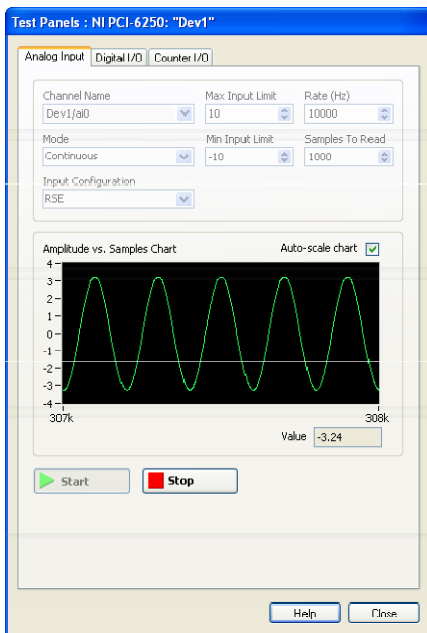 Test Panels : NI PCI-6250: "Dev1"
Analog Input Digital I/O Counter I/O
Channel Name Max Input Limit Rate (Hz)
Dev1/ai0 10 10000
Mode Min Input Limit Samples To Read
Continuous -10 1000
Input Configuration
RSE
Amplitude vs. Samples Chart Auto-scale chart
4
3
2
1
0
-1
-2
-3
-4
307k 308k
Value -3.24
Start Stop
Help Close